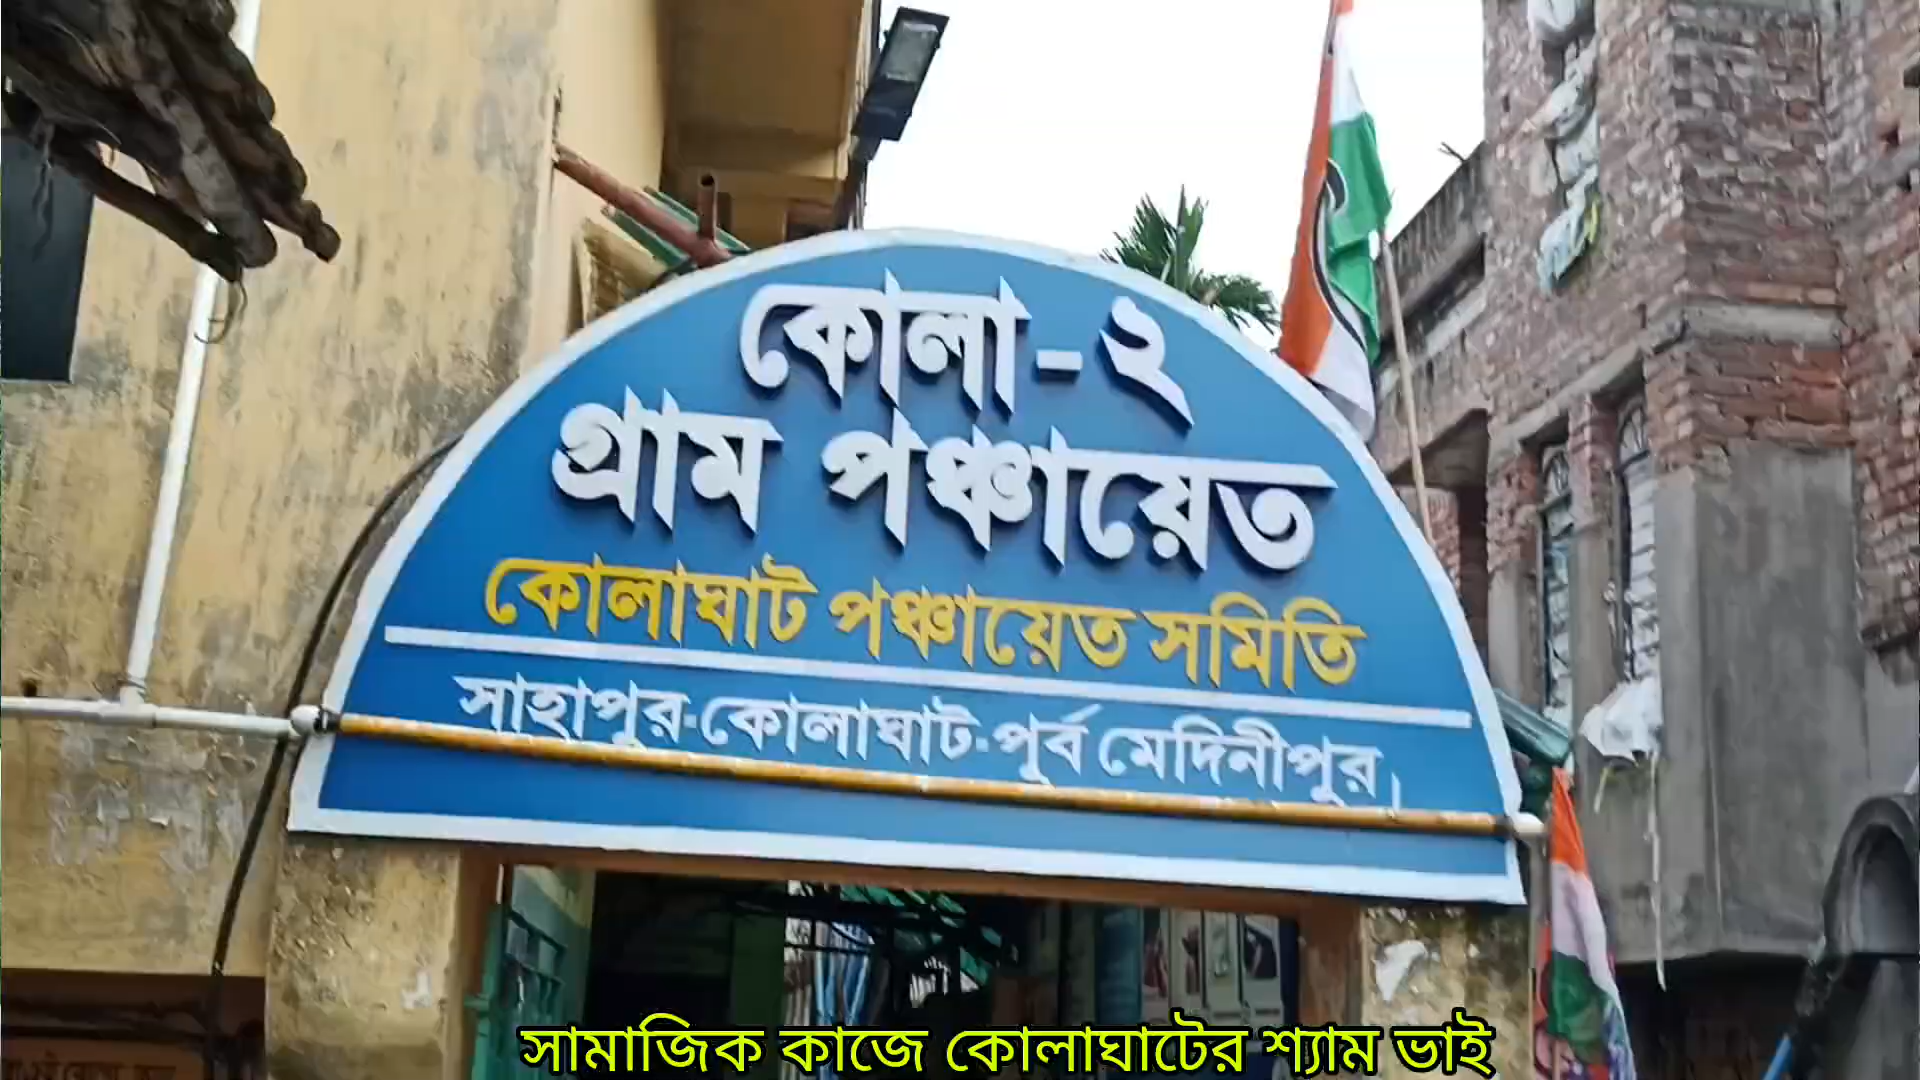 কোলা - ২
গ্রাম পঞ্চায়েত
কোলাঘাট পঞ্চায়েত সমিতি
সাহাপুর-কোলাঘাট-পূর্ব মেদিনীপুর।
সামাজিক কাজে কোলাঘাটের শ্যাম ভাই